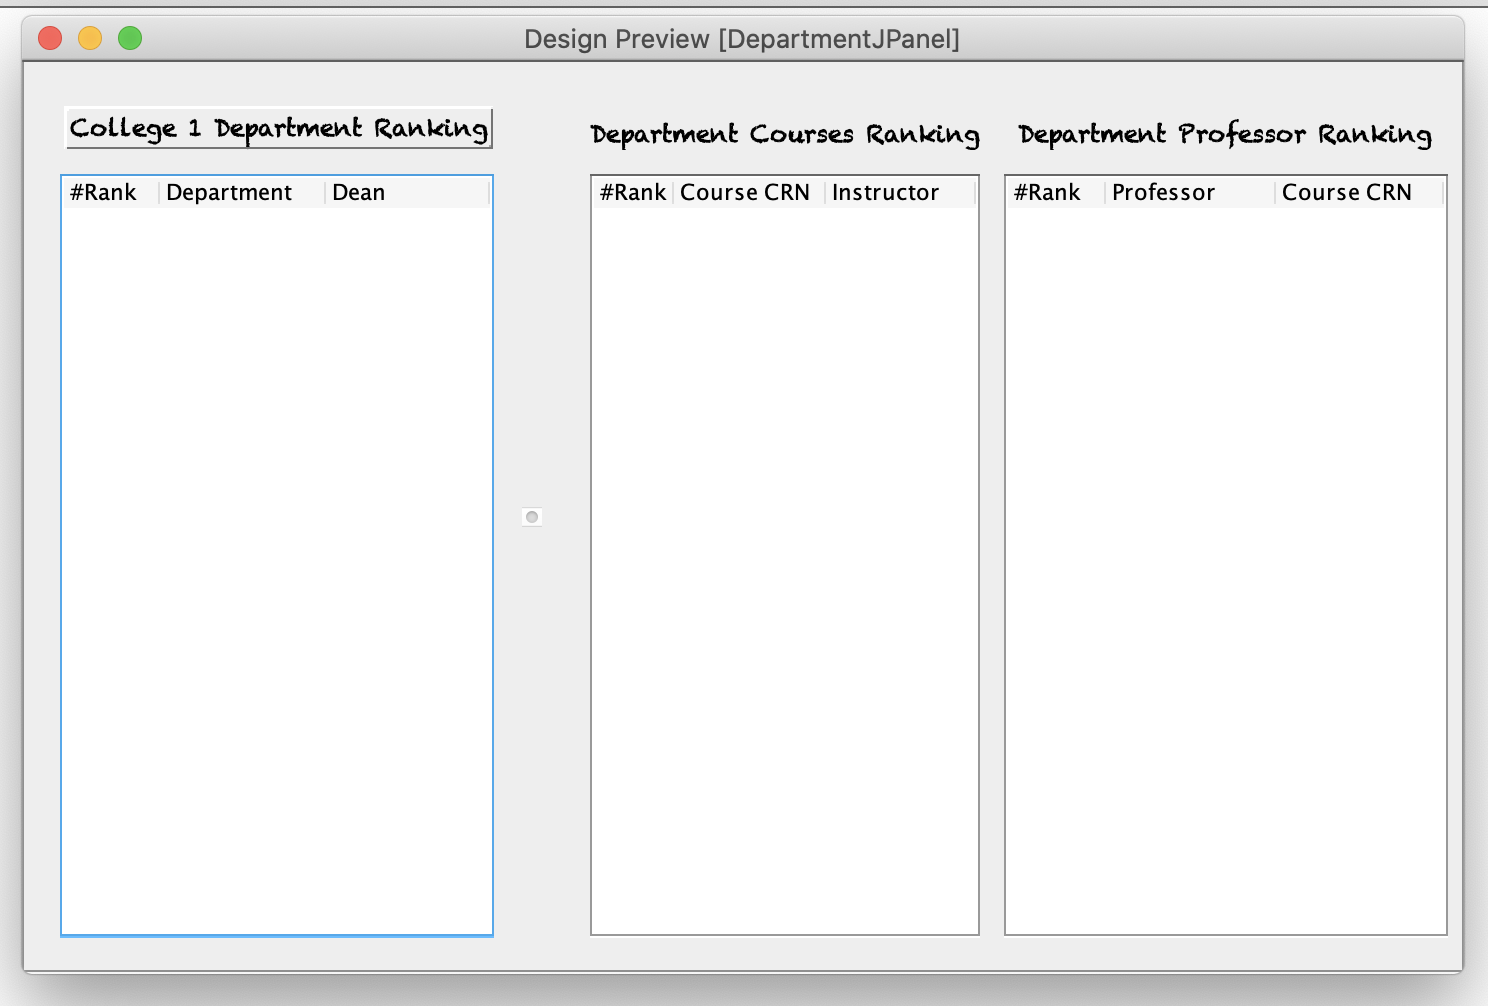 Design Preview [DepartmentJPanel]
College 1 Department Ranking
Department Courses Ranking
Department Professor Ranking
#Rank Department Dean
#Rank Course CRN Instructor
#Rank Professor Course CRN